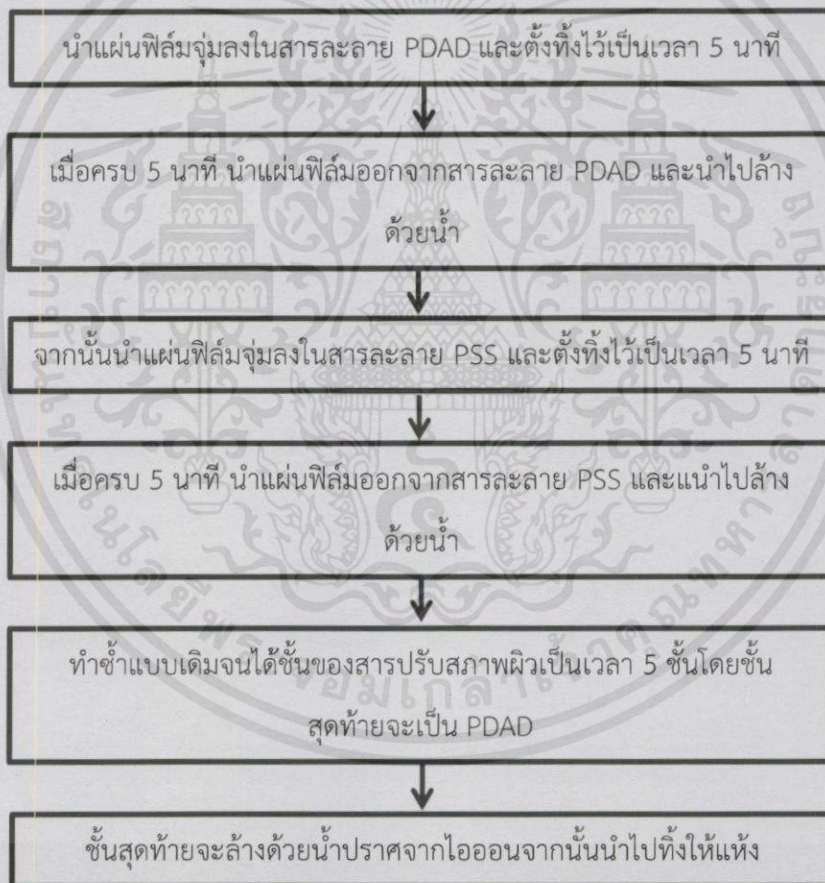 นำแผ่นฟิล์มจุ่มลงในสารละลาย PDAD และตั้งทิ้งไว้เป็นเวลา 5 นาที
เมื่อครบ 5 นาที นำแผ่นฟิล์มออกจากสารละลาย PDAD และนำไปล้าง
ด้วยน้ำ
จากนั้นนำแผ่นฟิล์มจุ่มลงในสารละลาย PSS และตั้งทิ้งไว้เป็นเวลา 5 นาที
เมื่อครบ 5 นาที นำแผ่นฟิล์มออกจากสารละลาย PSS และแนำไปล้าง
ด้วยน้ำ
ทำซ้ำแบบเดิมจนได้ชั้นของสารปรับสภาพผิวเป็นเวลา 5 ชั้นโดยชั้น
สุดท้ายจะเป็น PDAD
ชั้นสุดท้ายจะล้างด้วยน้ำปราศจากไอออนจากนั้นนำไปทิ้งให้แห้ง